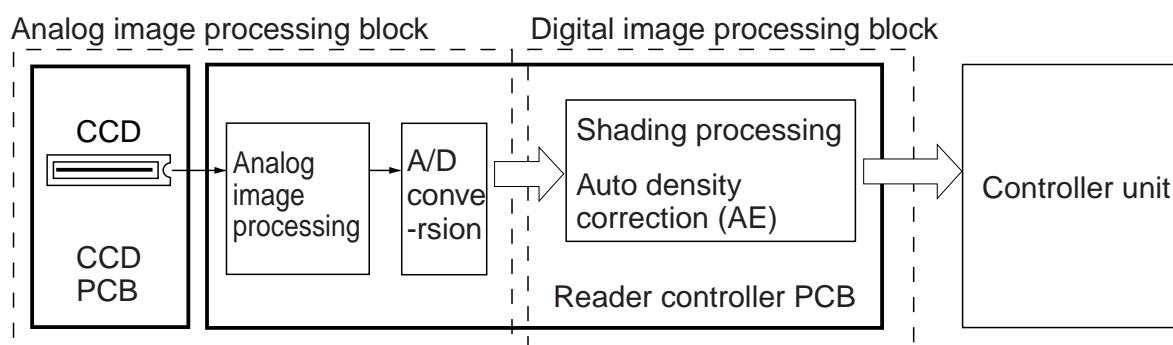 Analog image processing block
Digital image processing block
CCD
CCD
PCB
Analog
image
processing
A/D
conve
-rsion
Shading processing
Auto density
correction (AE)
Reader controller PCB
Controller unit